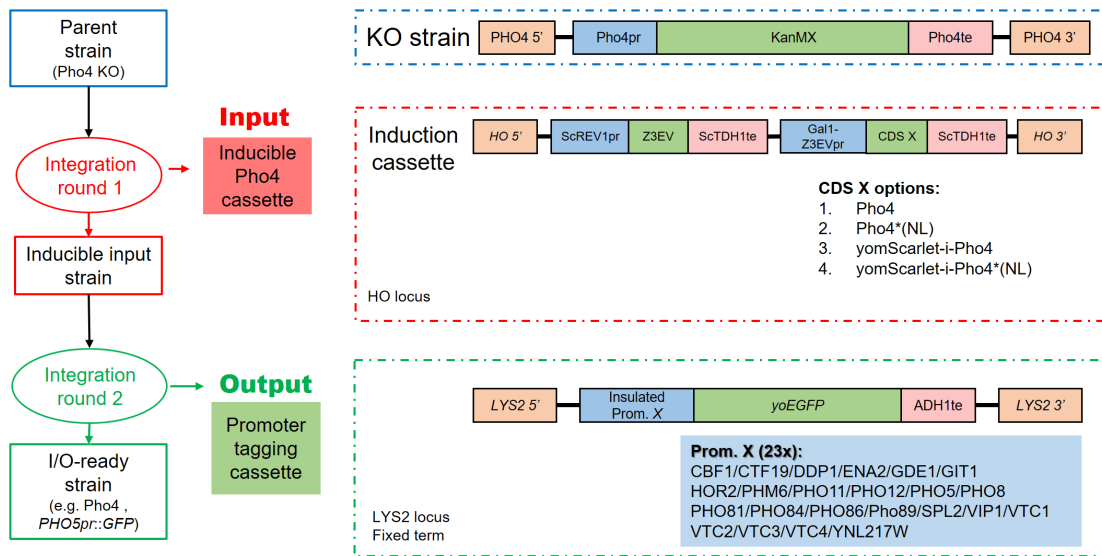 Parent
strain
(Pho4 KO)
Integration
round 1
Inducible input
strain
Integration
round 2
I/O-ready
strain
(e.g. Pho4 ,
PHO5pr::GFP)
Input
Inducible
Pho4
cassette
Output
Promoter
tagging
cassette
KO strain
PHO4 5’
Pho4pr
KanMX
Pho4te
PHO4 3’
Induction
cassette
HO 5’
ScREV1pr
Z3EV
ScTDH1te
Gal1-
Z3EVpr
CDS X
ScTDH1te
HO 3’
CDS X options:
1. Pho4
2. Pho4*(NL)
3. yomScarlet-i-Pho4
4. yomScarlet-i-Pho4*(NL)
HO locus
LYS2 5’
Insulated
Prom. X
yoEGFP
ADH1te
LYS2 3’
Prom. X (23x):
CBF1/CTF19/DDP1/ENA2/GDE1/GIT1
HOR2/PHM6/PHO11/PHO12/PHO5/PHO8
PHO81/PHO84/PHO86/Pho89/SPL2/VIP1/VTC1
VTC2/VTC3/VTC4/YNL217W
LYS2 locus
Fixed term